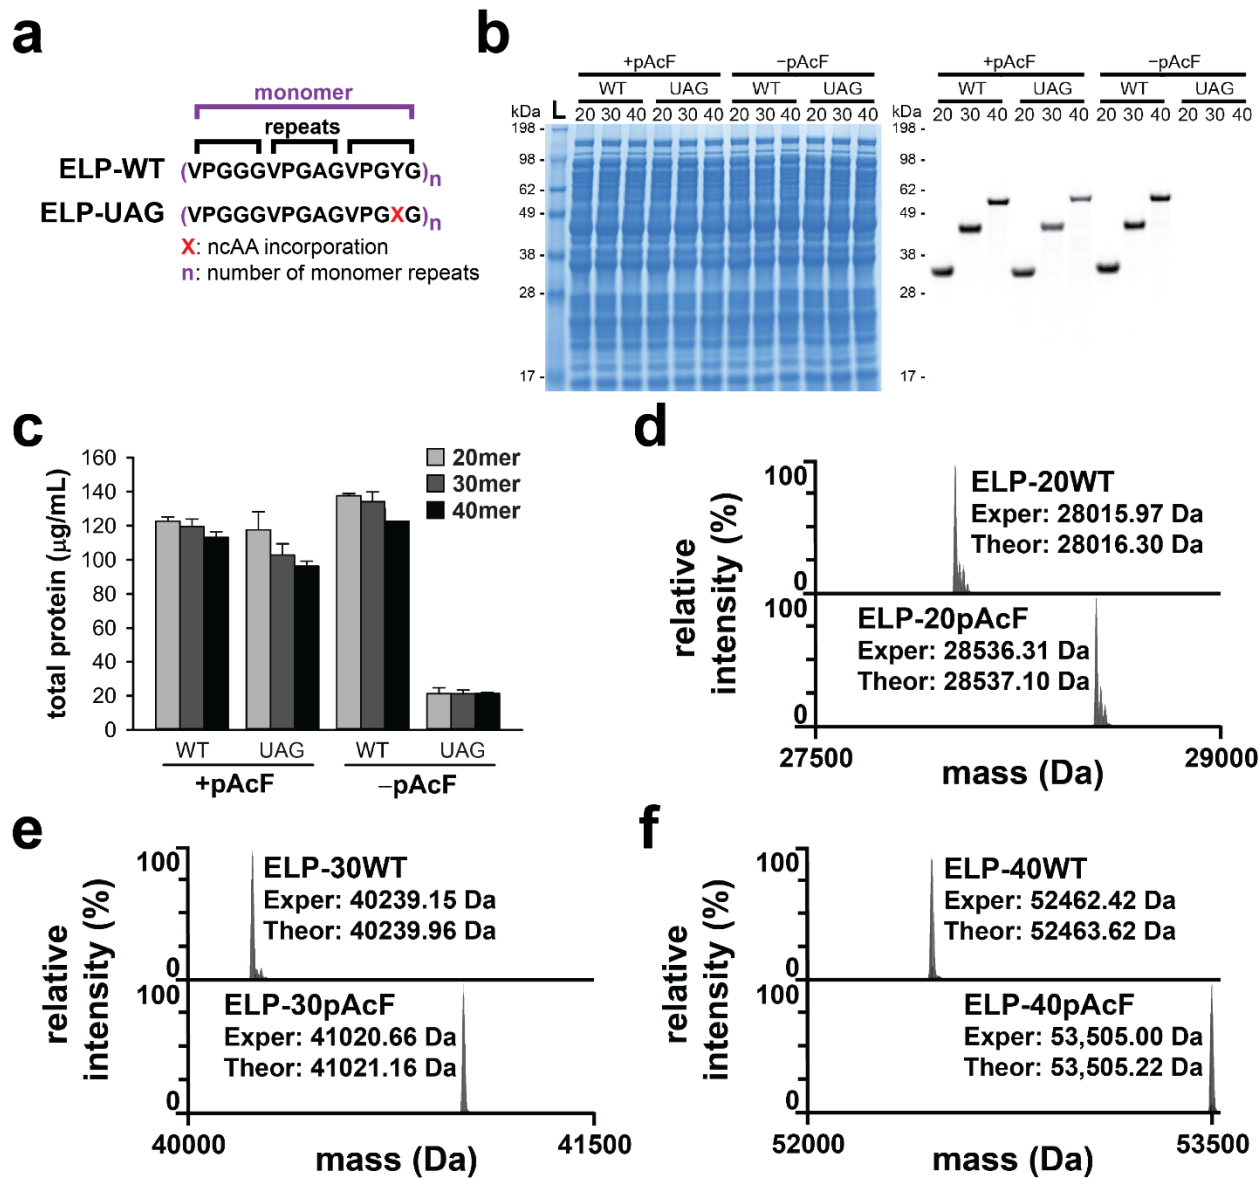 a
monomer
repeats
ELP-WT (VPGGGVPGAGVPGYG)n
ELP-UAG (VPGGGVPGAGVPGXG)n
X: ncAA incorporation
n: number of monomer repeats
b
+pAcF −pAcF
WT UAG WT UAG
kDa L 20 30 40 20 30 40 20 30 40 20 30 40
198 -
98 -
62 -
49 -
38 -
28 -
17 -
+pAcF −pAcF
WT UAG WT UAG
kDa 20 30 40 20 30 40 20 30 40 20 30 40
198 -
98 -
62 -
49 -
38 -
28 -
17 -
c
total protein (µg/mL)
160
140
120
100
80
60
40
20
0
20mer
30mer
40mer
WT UAG WT UAG
+pAcF −pAcF
d
relative
intensity (%)
100
0
ELP-20WT
Exper: 28015.97 Da
Theor: 28016.30 Da
100
0
ELP-20pAcF
Exper: 28536.31 Da
Theor: 28537.10 Da
27500 29000
mass (Da)
e
relative
intensity (%)
100
0
ELP-30WT
Exper: 40239.15 Da
Theor: 40239.96 Da
100
0
ELP-30pAcF
Exper: 41020.66 Da
Theor: 41021.16 Da
40000 41500
mass (Da)
f
relative
intensity (%)
100
0
ELP-40WT
Exper: 52462.42 Da
Theor: 52463.62 Da
100
0
ELP-40pAcF
Exper: 53,505.00 Da
Theor: 53,505.22 Da
52000 53500
mass (Da)